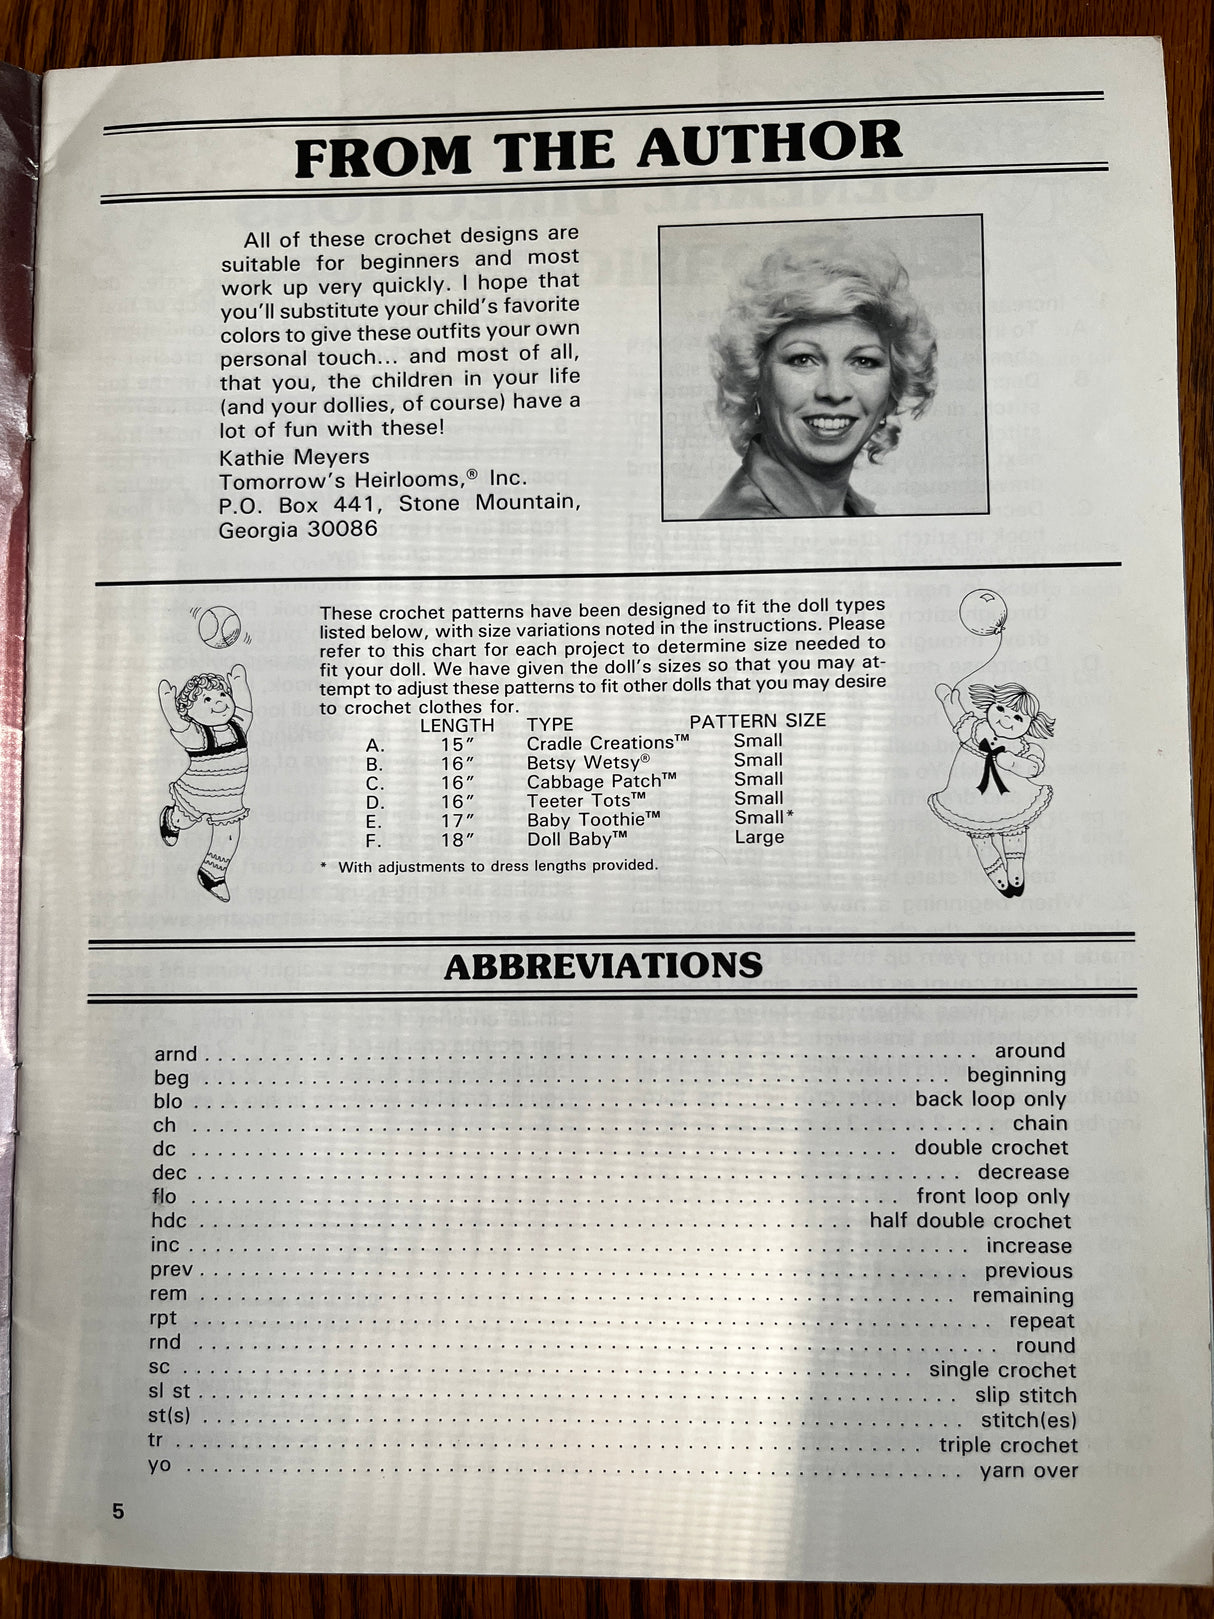 FROM THE AUTHOR
All of these crochet designs are
suitable for beginners and most
work up very quickly. I hope that
you'll substitute your child's favorite
colors to give these outfits your own
personal touch... and most of all,
that you, the children in your life
(and your dollies, of course) have a
lot of fun with these!
Kathie Meyers
Tomorrow's Heirlooms,® Inc.
P.O. Box 441, Stone Mountain,
Georgia 30086
These crochet patterns have been designed to fit the doll types
listed below, with size variations noted in the instructions. Please
refer to this chart for each project to determine size needed to
fit your doll. We have given the doll's sizes so that you may at-
tempt to adjust these patterns to fit other dolls that you may desire
to crochet clothes for.
LENGTH TYPE PATTERN SIZE
A. 15" Cradle Creations™ Small
B. 16" Betsy Wetsy® Small
C. 16" Cabbage Patch™ Small
D. 16" Teeter Tots™ Small
E. 17" Baby Toothie™ Small*
F. 18" Doll Baby™ Large
* With adjustments to dress lengths provided.
ABBREVIATIONS
arnd . . . . . . . . . . around
beg . . . . . . . . . . beginning
blo . . . . . . . . . . back loop only
ch . . . . . . . . . . chain
dc . . . . . . . . . . double crochet
dec . . . . . . . . . . decrease
flo . . . . . . . . . . front loop only
hdc . . . . . . . . . . half double crochet
inc . . . . . . . . . . increase
prev . . . . . . . . . . previous
rem . . . . . . . . . . remaining
rpt . . . . . . . . . . repeat
rnd . . . . . . . . . . round
sc . . . . . . . . . . single crochet
sl st . . . . . . . . . . slip stitch
st(s) . . . . . . . . . . stitch(es)
tr . . . . . . . . . . triple crochet
yo . . . . . . . . . . yarn over
5